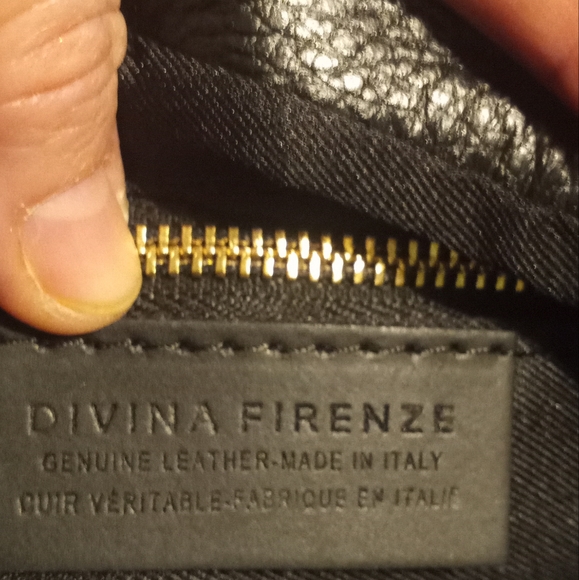 DIVINA FIRENZE
GENUINE LEATHER-MADE IN ITALY
CUIR VÉRITABLE-FABRIQUE EN ITALIE